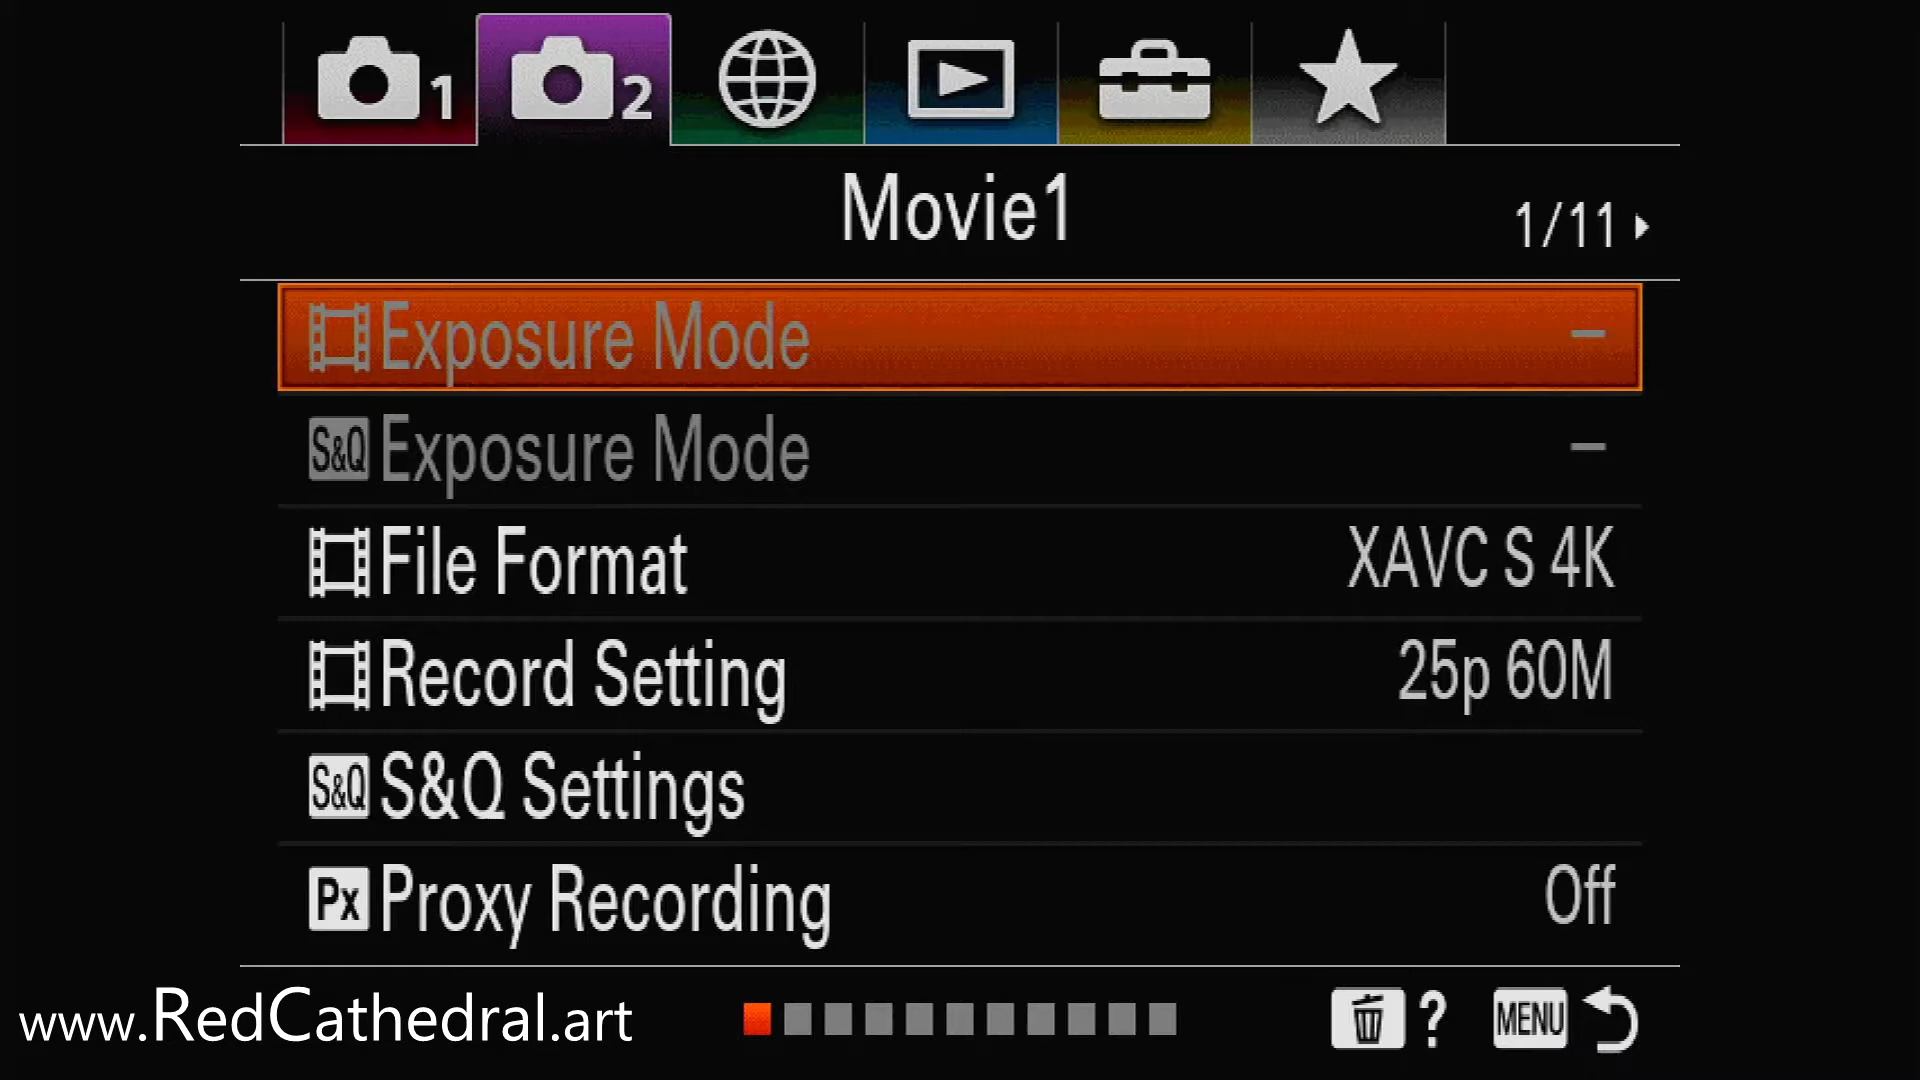 1 2
Movie1
1/11
Exposure Mode –
S&Q Exposure Mode –
File Format XAVC S 4K
Record Setting 25p 60M
S&Q S&Q Settings
Px Proxy Recording Off
www.RedCathedral.art ? MENU